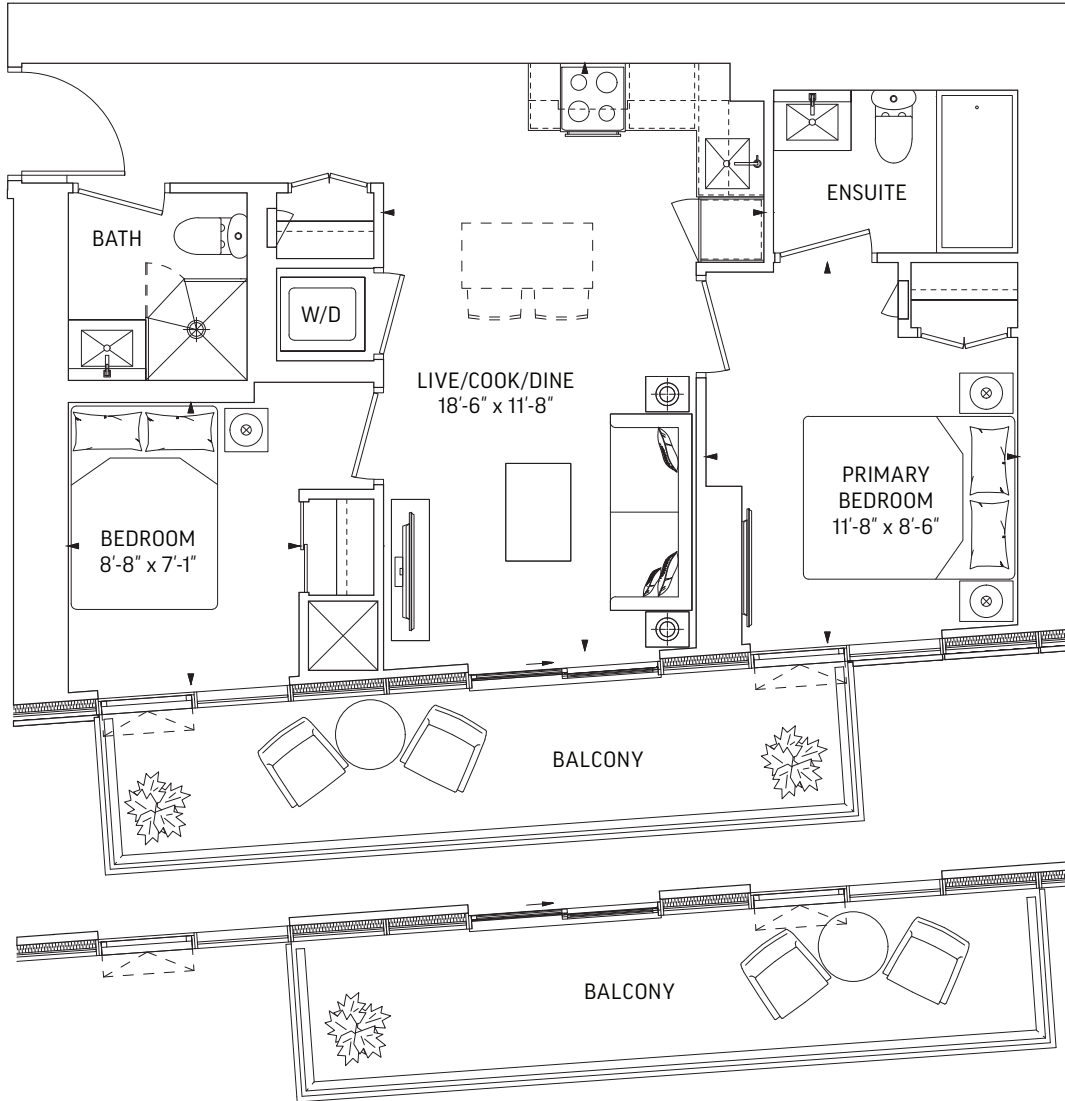 ENSUITE
BATH
W/D
LIVE/COOK/DINE
18'-6" x 11'-8"
PRIMARY
BEDROOM
11'-8" x 8'-6"
BEDROOM
8'-8" x 7'-1"
BALCONY
BALCONY